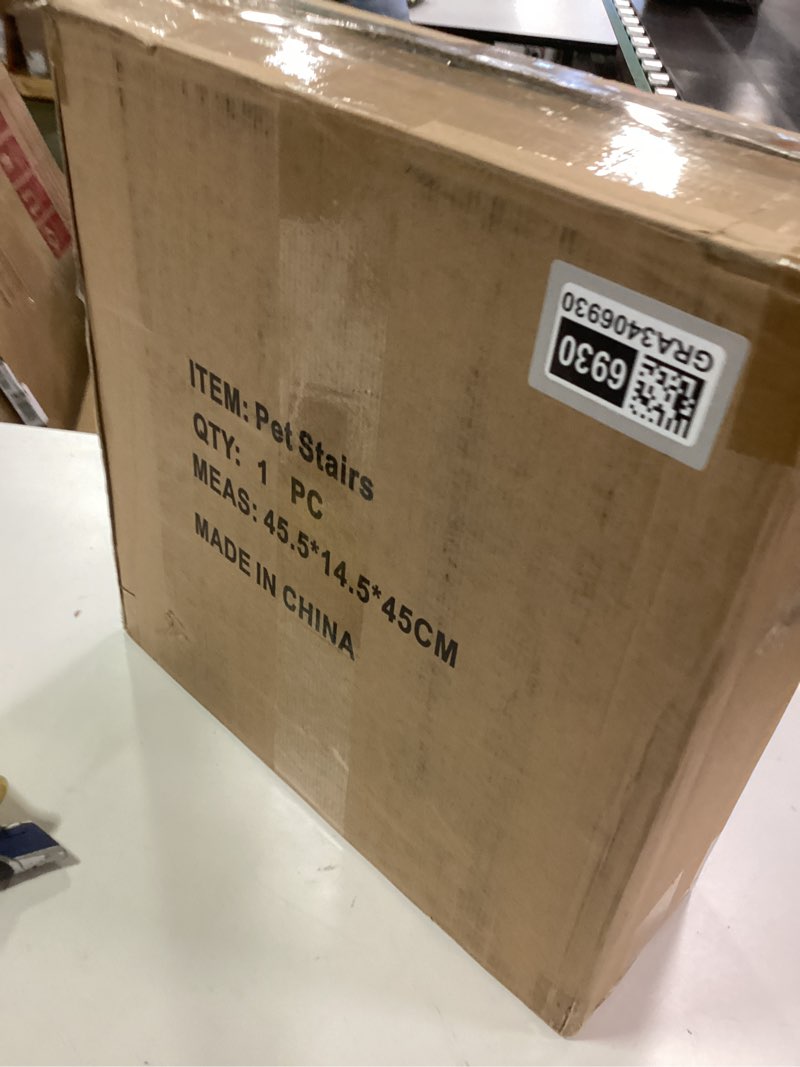 ITEM: Pet Stairs
QTY: 1 PC
MEAS: 45.5*14.5*45CM
MADE IN CHINA
GRA3406930
6930